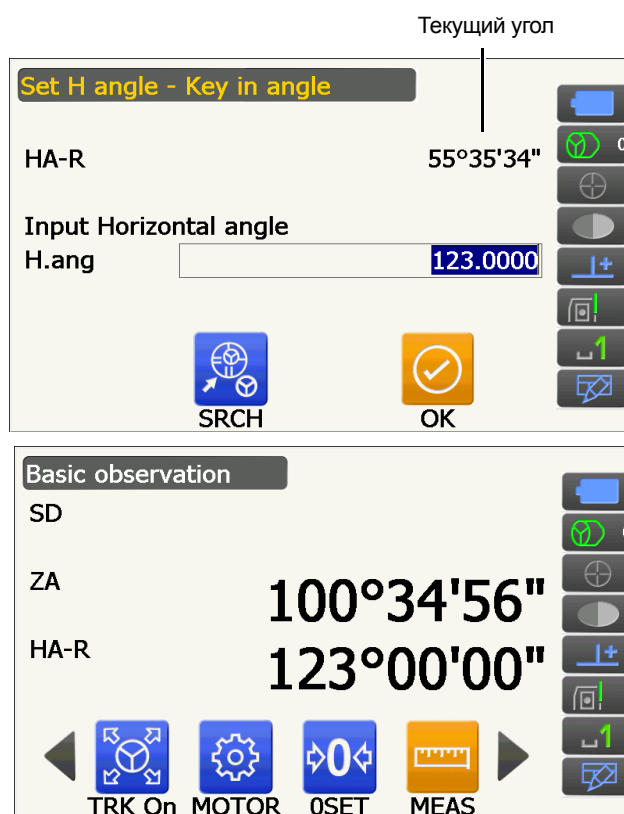 Текущий угол
Set H angle - Key in angle
HA-R 55°35'34"
Input Horizontal angle
H.ang 123.0000
SRCH OK
Basic observation
SD
ZA 100°34'56"
HA-R 123°00'00"
TRK On MOTOR 0SET MEAS